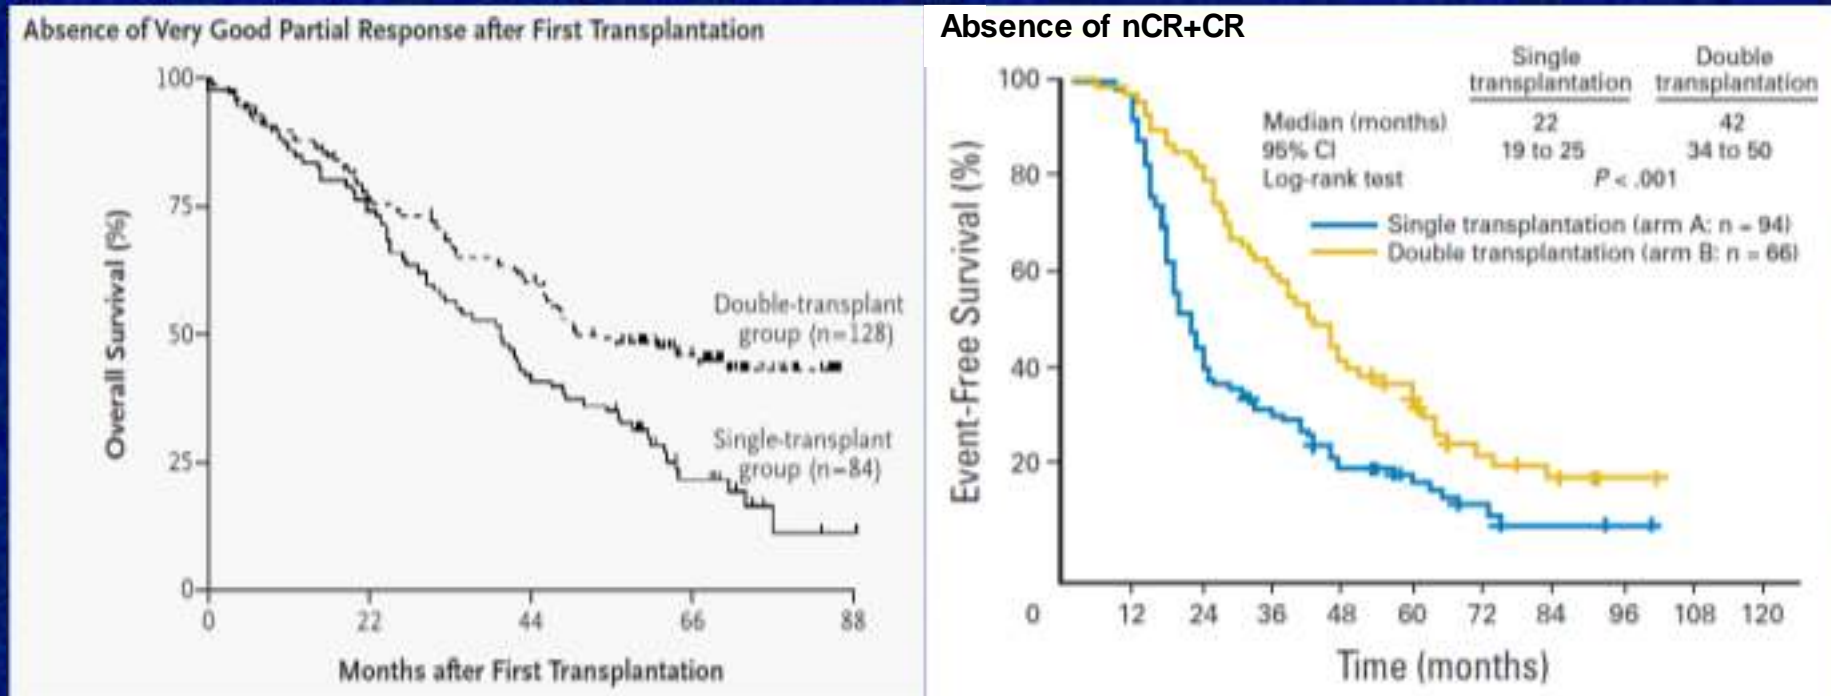 Absence of Very Good Partial Response after First Transplantation
100
75
50
25
0
Overall Survival (%)
Double-transplant
group (n=128)
Single-transplant
group (n=84)
0 22 44 66 88
Months after First Transplantation
Absence of nCR+CR
Single Double
transplantation transplantation
Median (months) 22 42
95% CI 19 to 25 34 to 50
Log-rank test P < .001
Single transplantation (arm A: n = 94)
Double transplantation (arm B: n = 66)
100
80
60
40
20
Event-Free Survival (%)
0 12 24 36 48 60 72 84 96 108 120
Time (months)